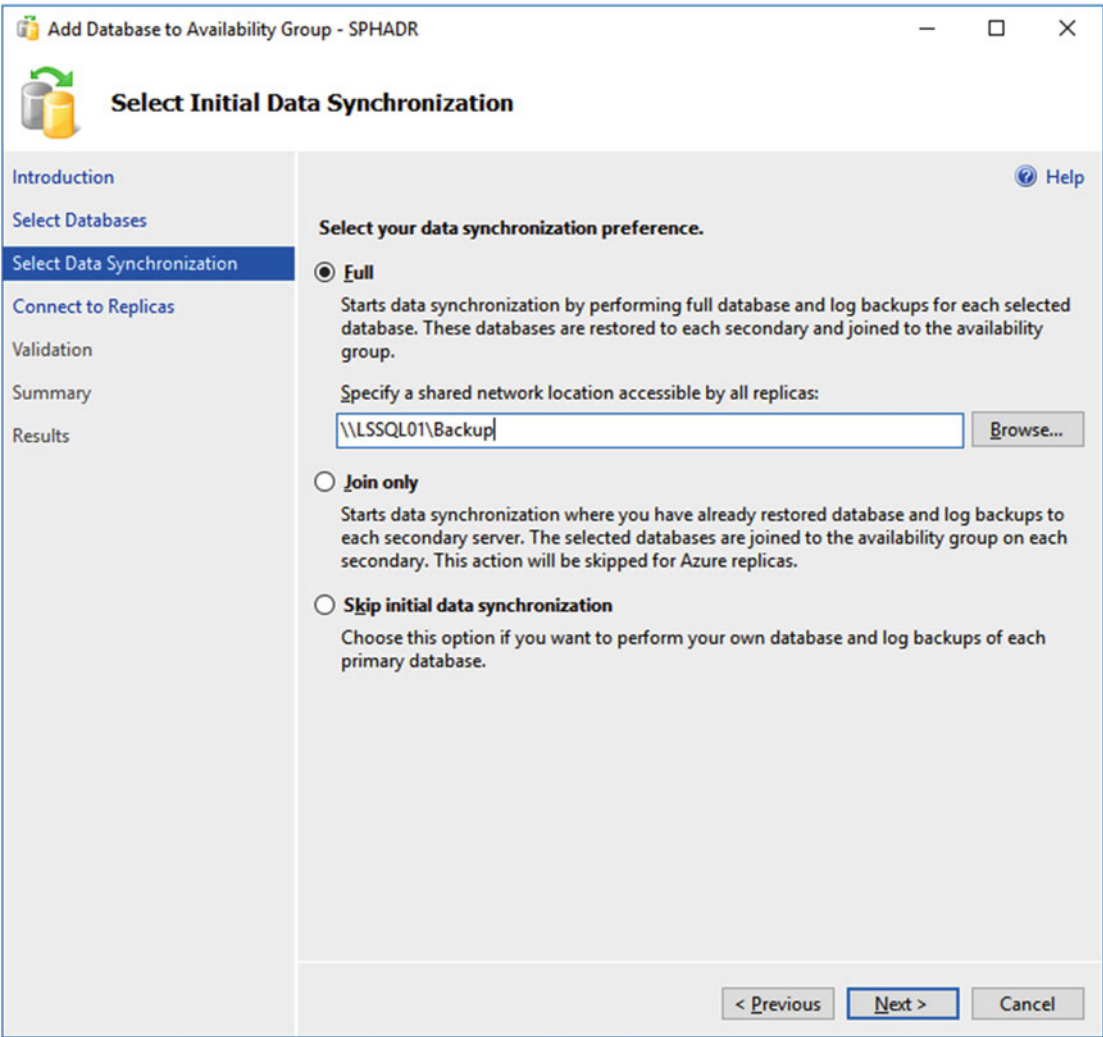 Add Database to Availability Group - SPHADR
Select Initial Data Synchronization
Introduction
Select Databases
Select Data Synchronization
Connect to Replicas
Validation
Summary
Results
Help
Select your data synchronization preference.
Full
Starts data synchronization by performing full database and log backups for each selected
database. These databases are restored to each secondary and joined to the availability
group.
Specify a shared network location accessible by all replicas:
\\LSSQL01\Backup
Browse...
Join only
Starts data synchronization where you have already restored database and log backups to
each secondary server. The selected databases are joined to the availability group on each
secondary. This action will be skipped for Azure replicas.
Skip initial data synchronization
Choose this option if you want to perform your own database and log backups of each
primary database.
< Previous
Next >
Cancel